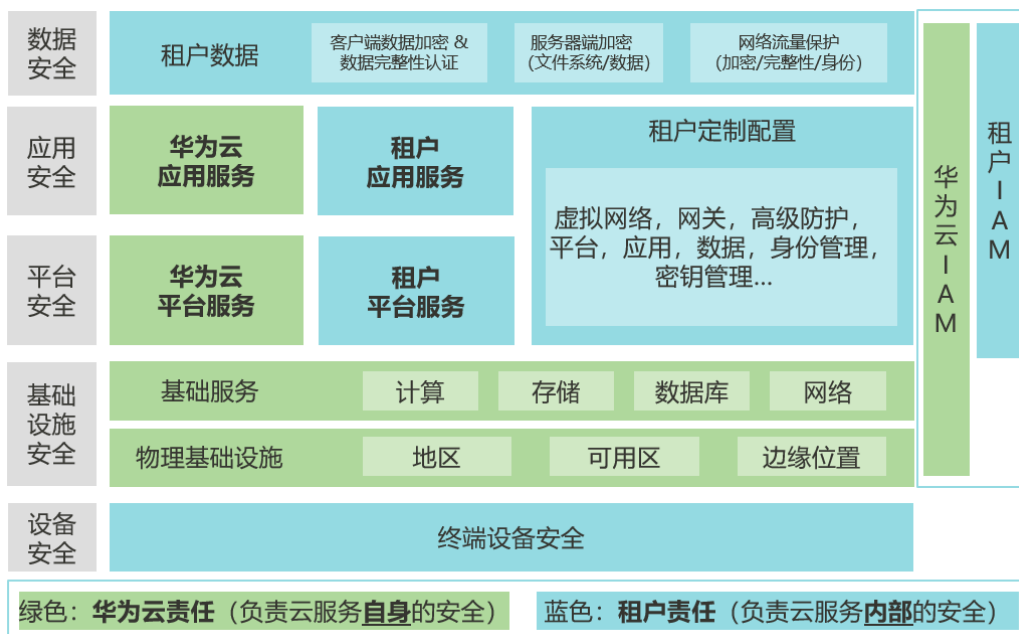 数据
安全
租户数据
客户端数据加密 &
数据完整性认证
服务器端加密
(文件系统/数据)
网络流量保护
(加密/完整性/身份)
应用
安全
华为云
应用服务
租户
应用服务
租户定制配置
虚拟网络，网关，高级防护，
平台，应用，数据，身份管理，
密钥管理...
平台
安全
华为云
平台服务
租户
平台服务
基础
设施
安全
基础服务
计算
存储
数据库
网络
物理基础设施
地区
可用区
边缘位置
设备
安全
终端设备安全
华
为
云
I
A
M
租
户
I
A
M
绿色：华为云责任（负责云服务自身的安全）
蓝色：租户责任（负责云服务内部的安全）